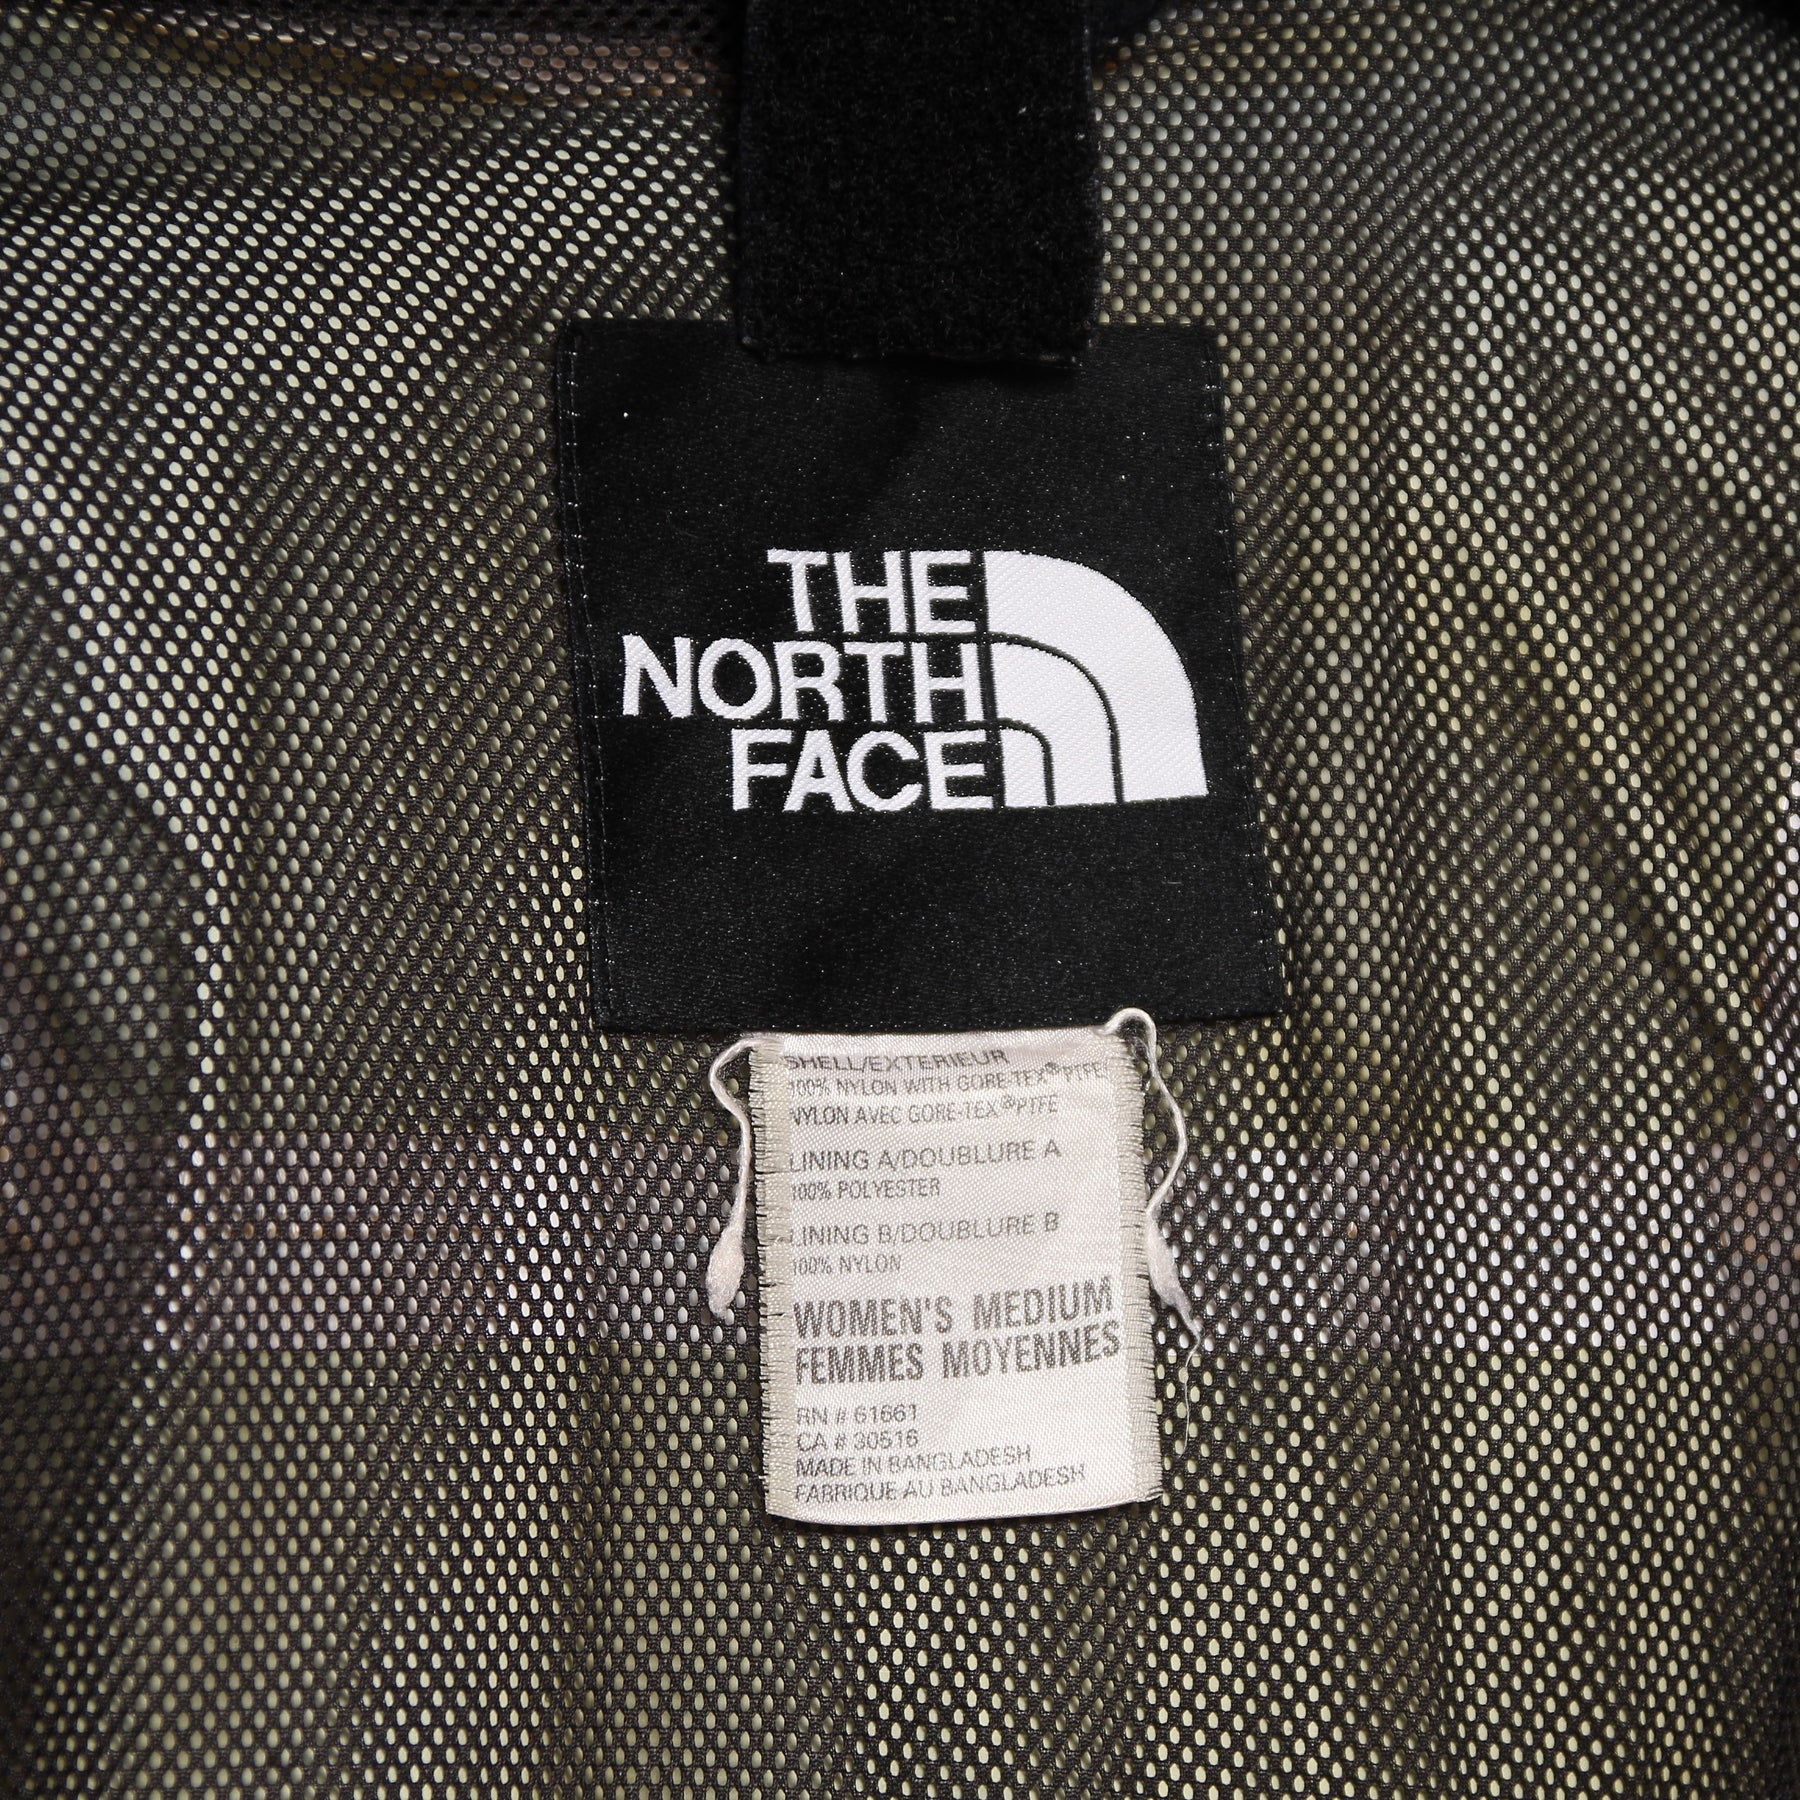 THE
NORTH
FACE
SHELL/EXTERIEUR
100% NYLON WITH GORE-TEX® PTFE
NYLON AVEC GORE-TEX® PTFE
LINING A/DOUBLURE A
100% POLYESTER
LINING B/DOUBLURE B
100% NYLON
WOMEN'S MEDIUM
FEMMES MOYENNES
RN # 61661
CA # 30516
MADE IN BANGLADESH
FABRIQUE AU BANGLADESH